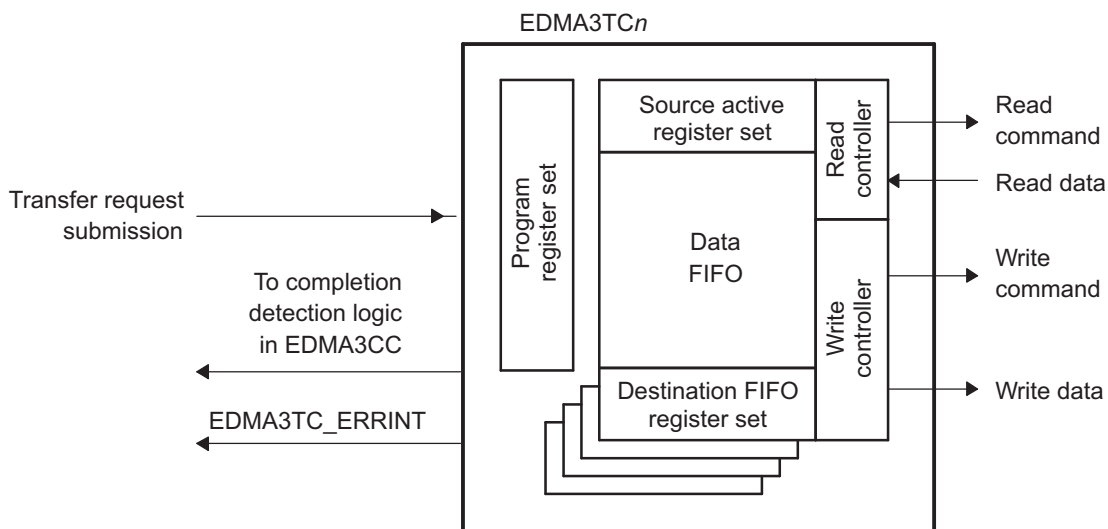 EDMA3TCn
Transfer request
submission
To completion
detection logic
in EDMA3CC
EDMA3TC_ERRINT
Program
register set
Source active
register set
Data
FIFO
Destination FIFO
register set
Read
controller
Write
controller
Read
command
Read data
Write
command
Write data